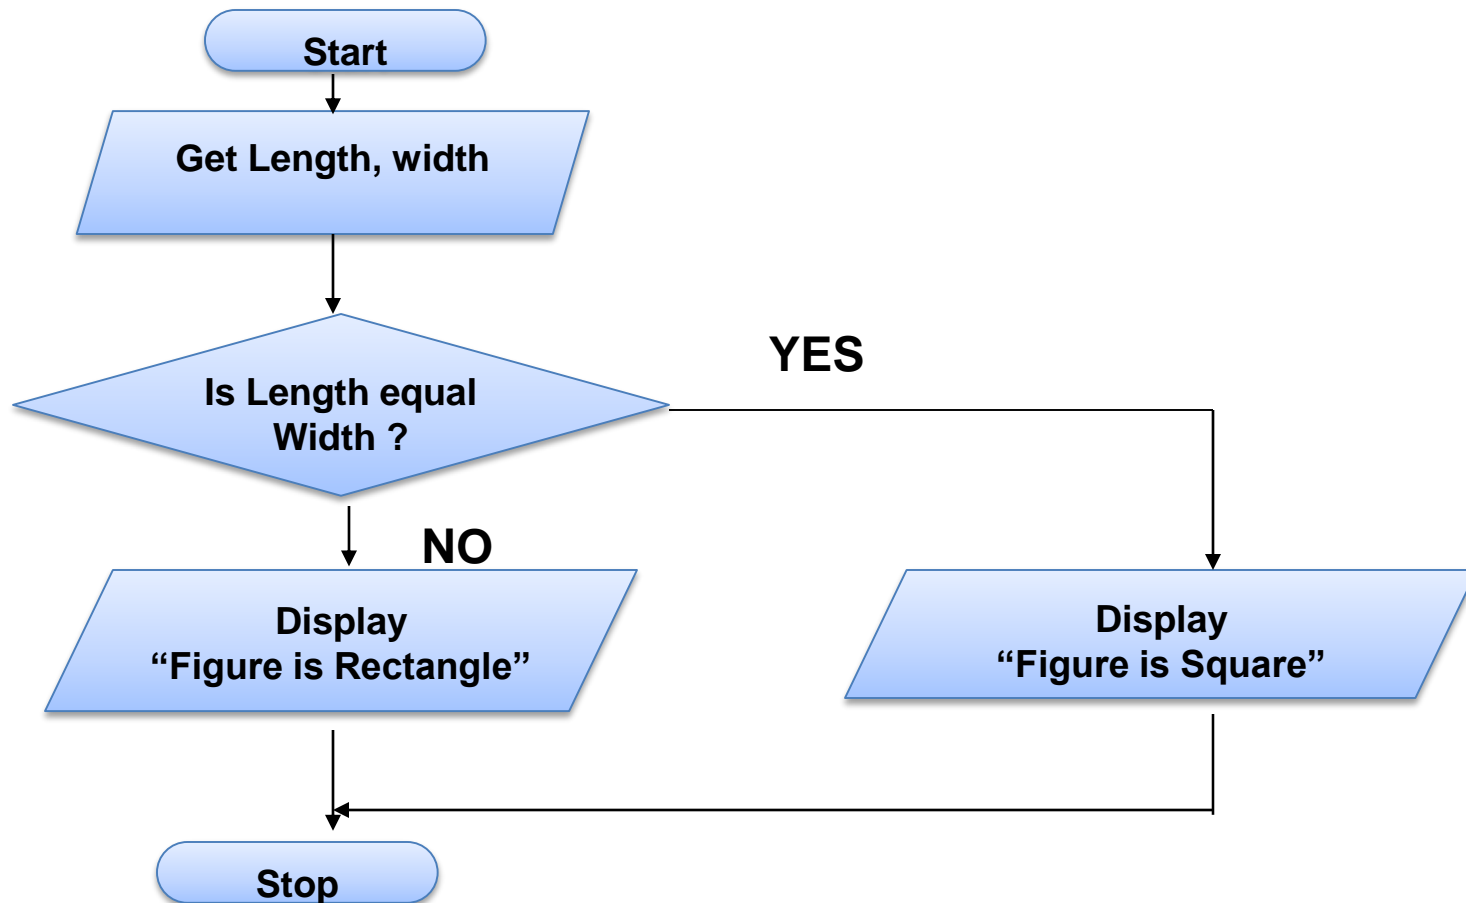 Start
Get Length, width
Is Length equal
Width ?
YES
NO
Display
“Figure is Rectangle”
Display
“Figure is Square”
Stop